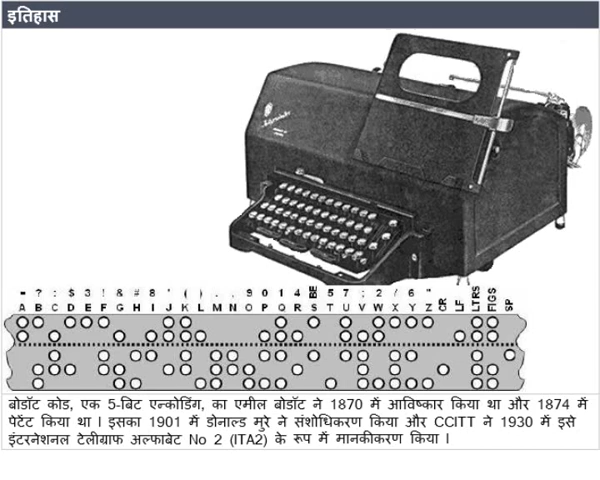 इतिहास
- ? : $ 3 ! & # 8 ' ( ) . , 9 0 1 4 BE 5 7 ; 2 / 6 "
A B C D E F G H I J K L M N O P Q R S T U V W X Y Z CR LF LTRS FIGS SP
बोडॉट कोड, एक 5-बिट एन्कोडिंग, का एमील बोडॉट ने 1870 में आविष्कार किया था और 1874 में
पेटेंट किया था । इसका 1901 में डोनाल्ड मुरे ने संशोधिकरण किया और CCITT ने 1930 में इसे
इंटरनेशनल टेलीग्राफ अल्फाबेट No 2 (ITA2) के रूप में मानकीकरण किया ।